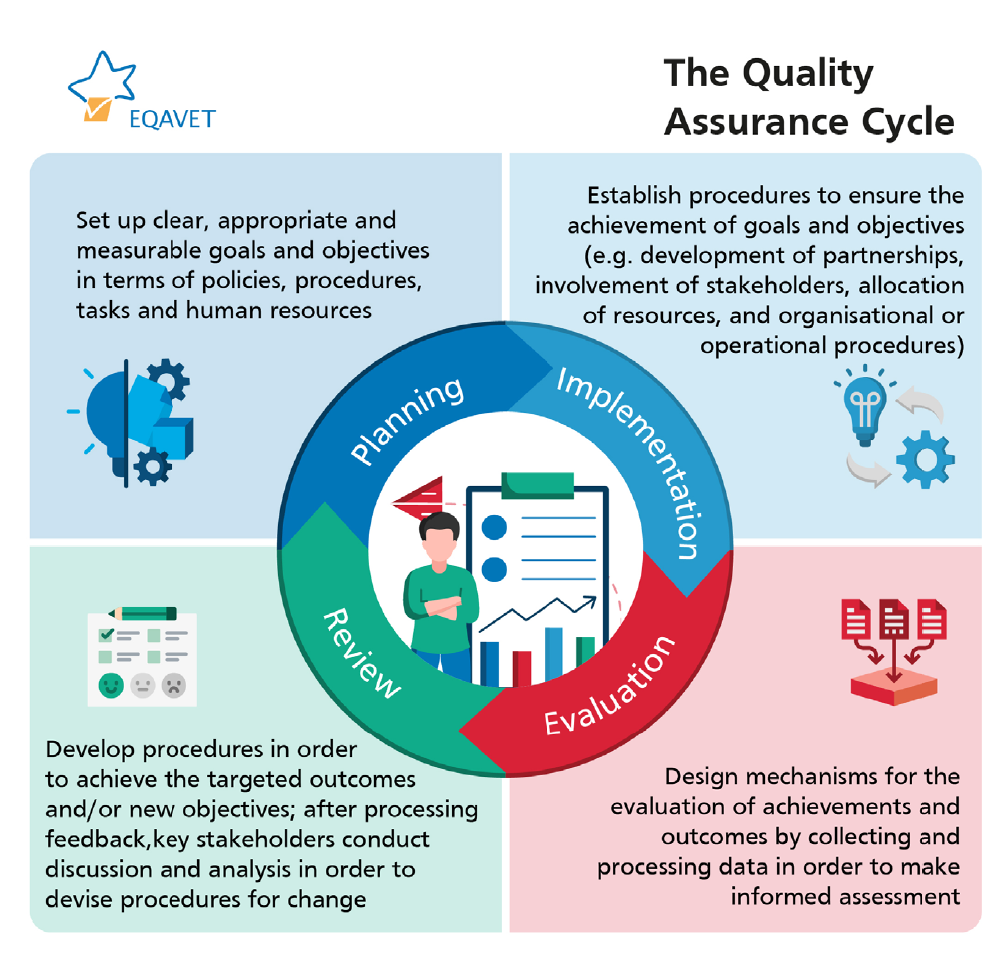 EQAVET
The Quality
Assurance Cycle
Set up clear, appropriate and
measurable goals and objectives
in terms of policies, procedures,
tasks and human resources
Establish procedures to ensure the
achievement of goals and objectives
(e.g. development of partnerships,
involvement of stakeholders, allocation
of resources, and organisational or
operational procedures)
Planning
Implementation
Review
Evaluation
Develop procedures in order
to achieve the targeted outcomes
and/or new objectives; after processing
feedback,key stakeholders conduct
discussion and analysis in order to
devise procedures for change
Design mechanisms for the
evaluation of achievements and
outcomes by collecting and
processing data in order to make
informed assessment